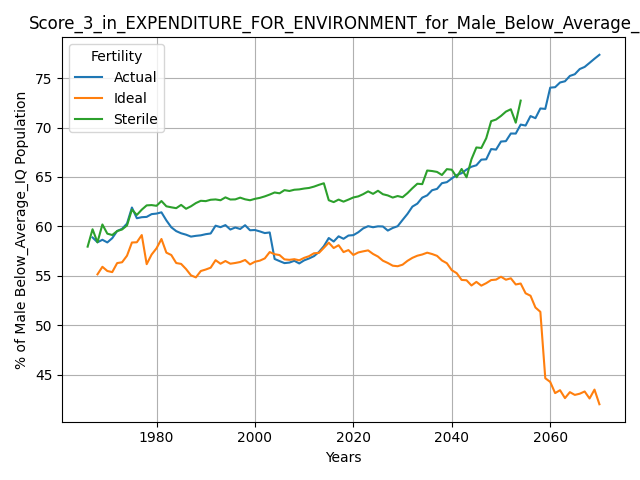 Score_3_in_EXPENDITURE_FOR_ENVIRONMENT_for_Male_Below_Average_
Fertility
Actual
Ideal
Sterile
% of Male Below_Average_IQ Population
75
70
65
60
55
50
45
1980
2000
2020
2040
2060
Years